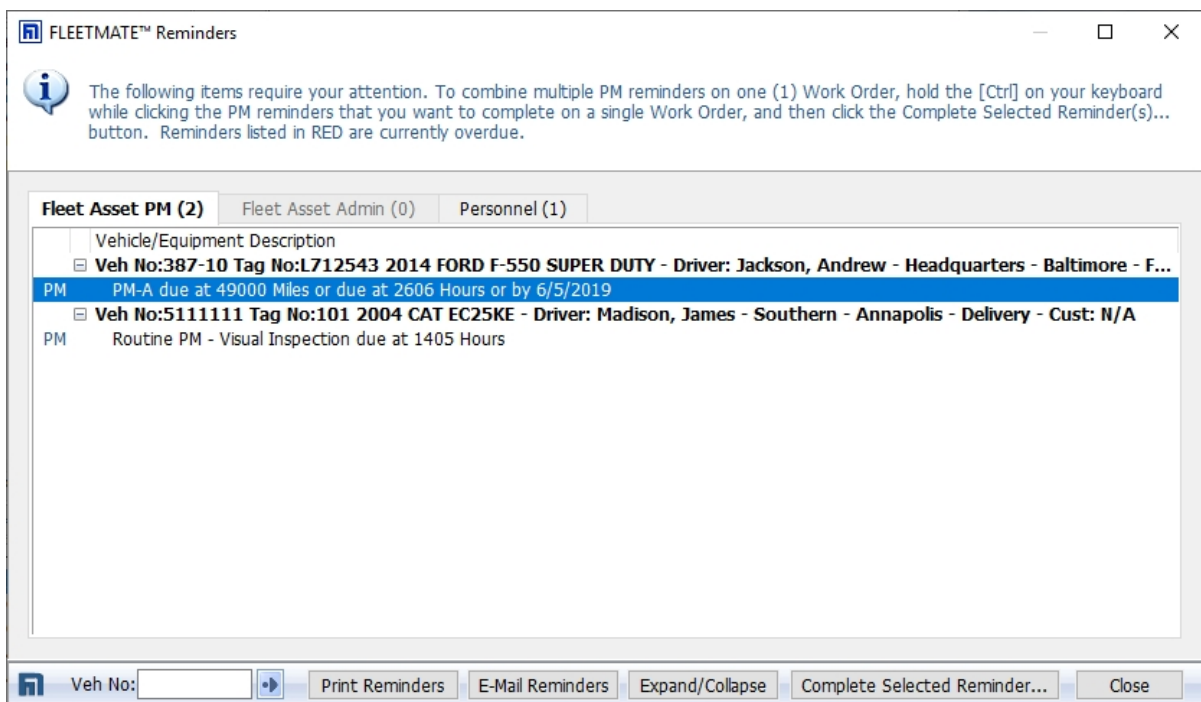 FLEETMATE™ Reminders
The following items require your attention. To combine multiple PM reminders on one (1) Work Order, hold the [Ctrl] on your keyboard
while clicking the PM reminders that you want to complete on a single Work Order, and then click the Complete Selected Reminder(s)...
button. Reminders listed in RED are currently overdue.
Fleet Asset PM (2) Fleet Asset Admin (0) Personnel (1)
Vehicle/Equipment Description
Veh No:387-10 Tag No:L712543 2014 FORD F-550 SUPER DUTY - Driver: Jackson, Andrew - Headquarters - Baltimore - F...
PM PM-A due at 49000 Miles or due at 2606 Hours or by 6/5/2019
Veh No:5111111 Tag No:101 2004 CAT EC25KE - Driver: Madison, James - Southern - Annapolis - Delivery - Cust: N/A
PM Routine PM - Visual Inspection due at 1405 Hours
Veh No: Print Reminders E-Mail Reminders Expand/Collapse Complete Selected Reminder... Close